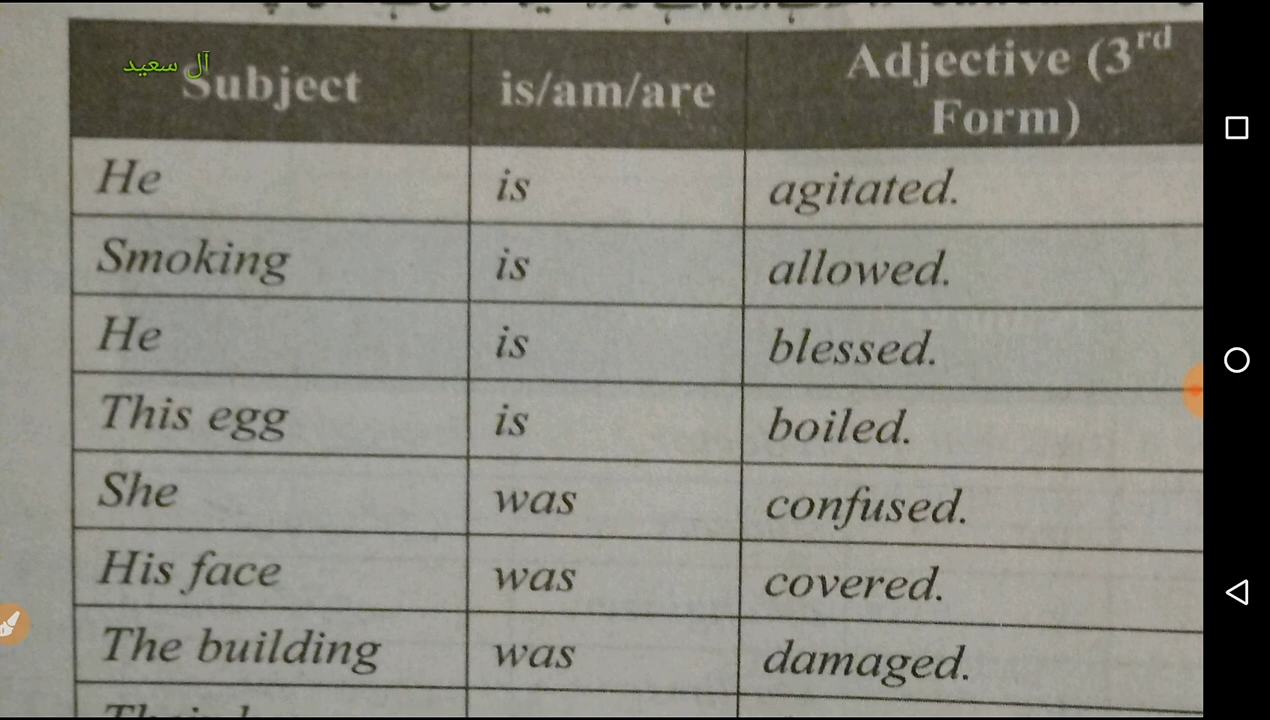 آل سعید
Subject is/am/are Adjective (3rd Form)
He is agitated.
Smoking is allowed.
He is blessed.
This egg is boiled.
She was confused.
His face was covered.
The building was damaged.